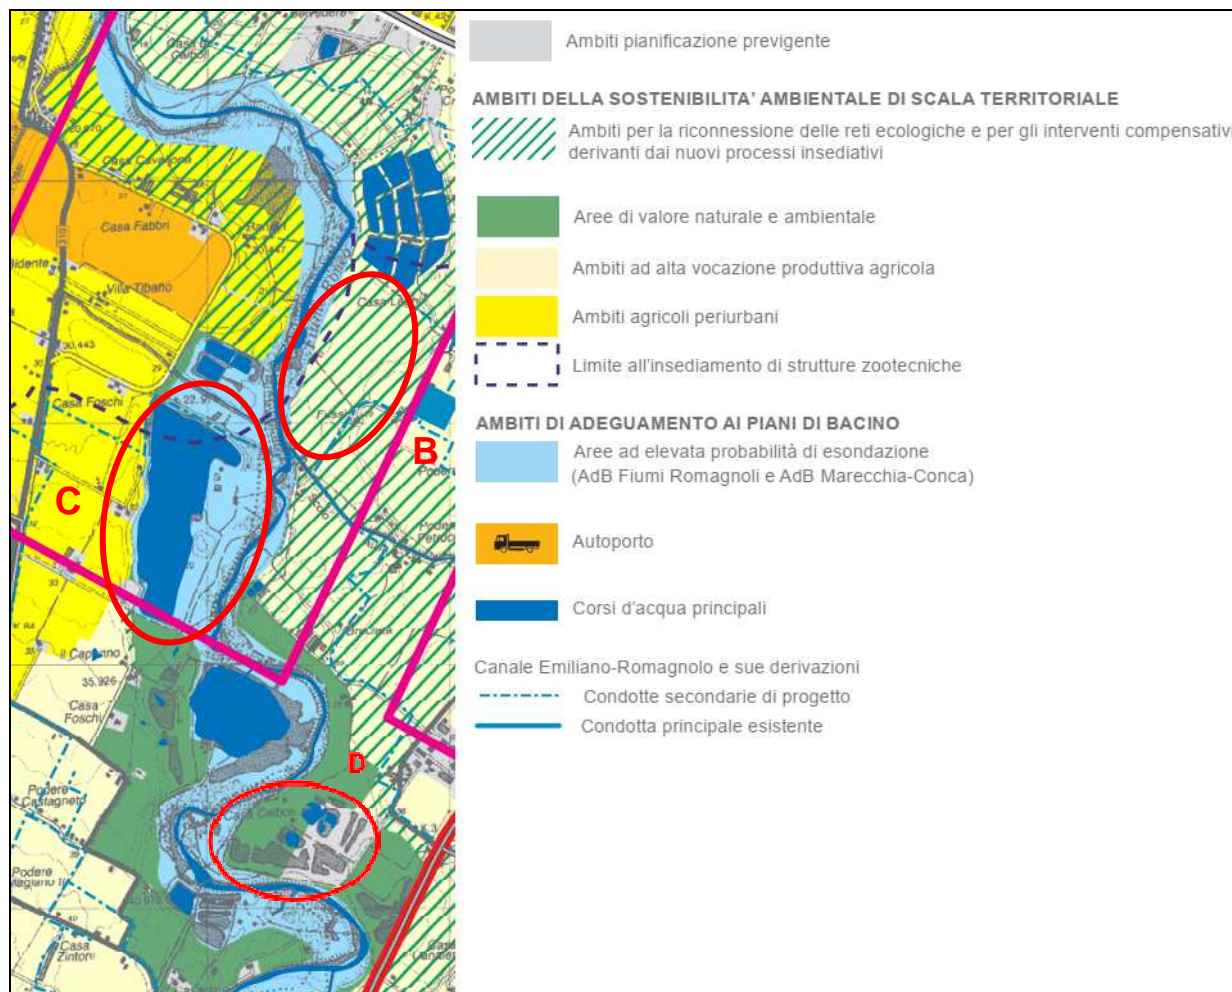 Ambiti pianificazione previgente
AMBITI DELLA SOSTENIBILITA' AMBIENTALE DI SCALA TERRITORIALE
Ambiti per la riconnessione delle reti ecologiche e per gli interventi compensativi
derivanti dai nuovi processi insediativi
Aree di valore naturale e ambientale
Ambiti ad alta vocazione produttiva agricola
Ambiti agricoli periurbani
Limite all'insediamento di strutture zootecniche
AMBITI DI ADEGUAMENTO AI PIANI DI BACINO
Aree ad elevata probabilità di esondazione
(AdB Fiumi Romagnoli e AdB Marecchia-Conca)
Autoporto
Corsi d'acqua principali
Canale Emiliano-Romagnolo e sue derivazioni
Condotte secondarie di progetto
Condotta principale esistente
Casa Fabbri
Villa Tibano
30,443
Casa Foschi
B
C
35.926
Casa
Foschi
D
Podere
Castagneto
Podere
Casa
Zintoni